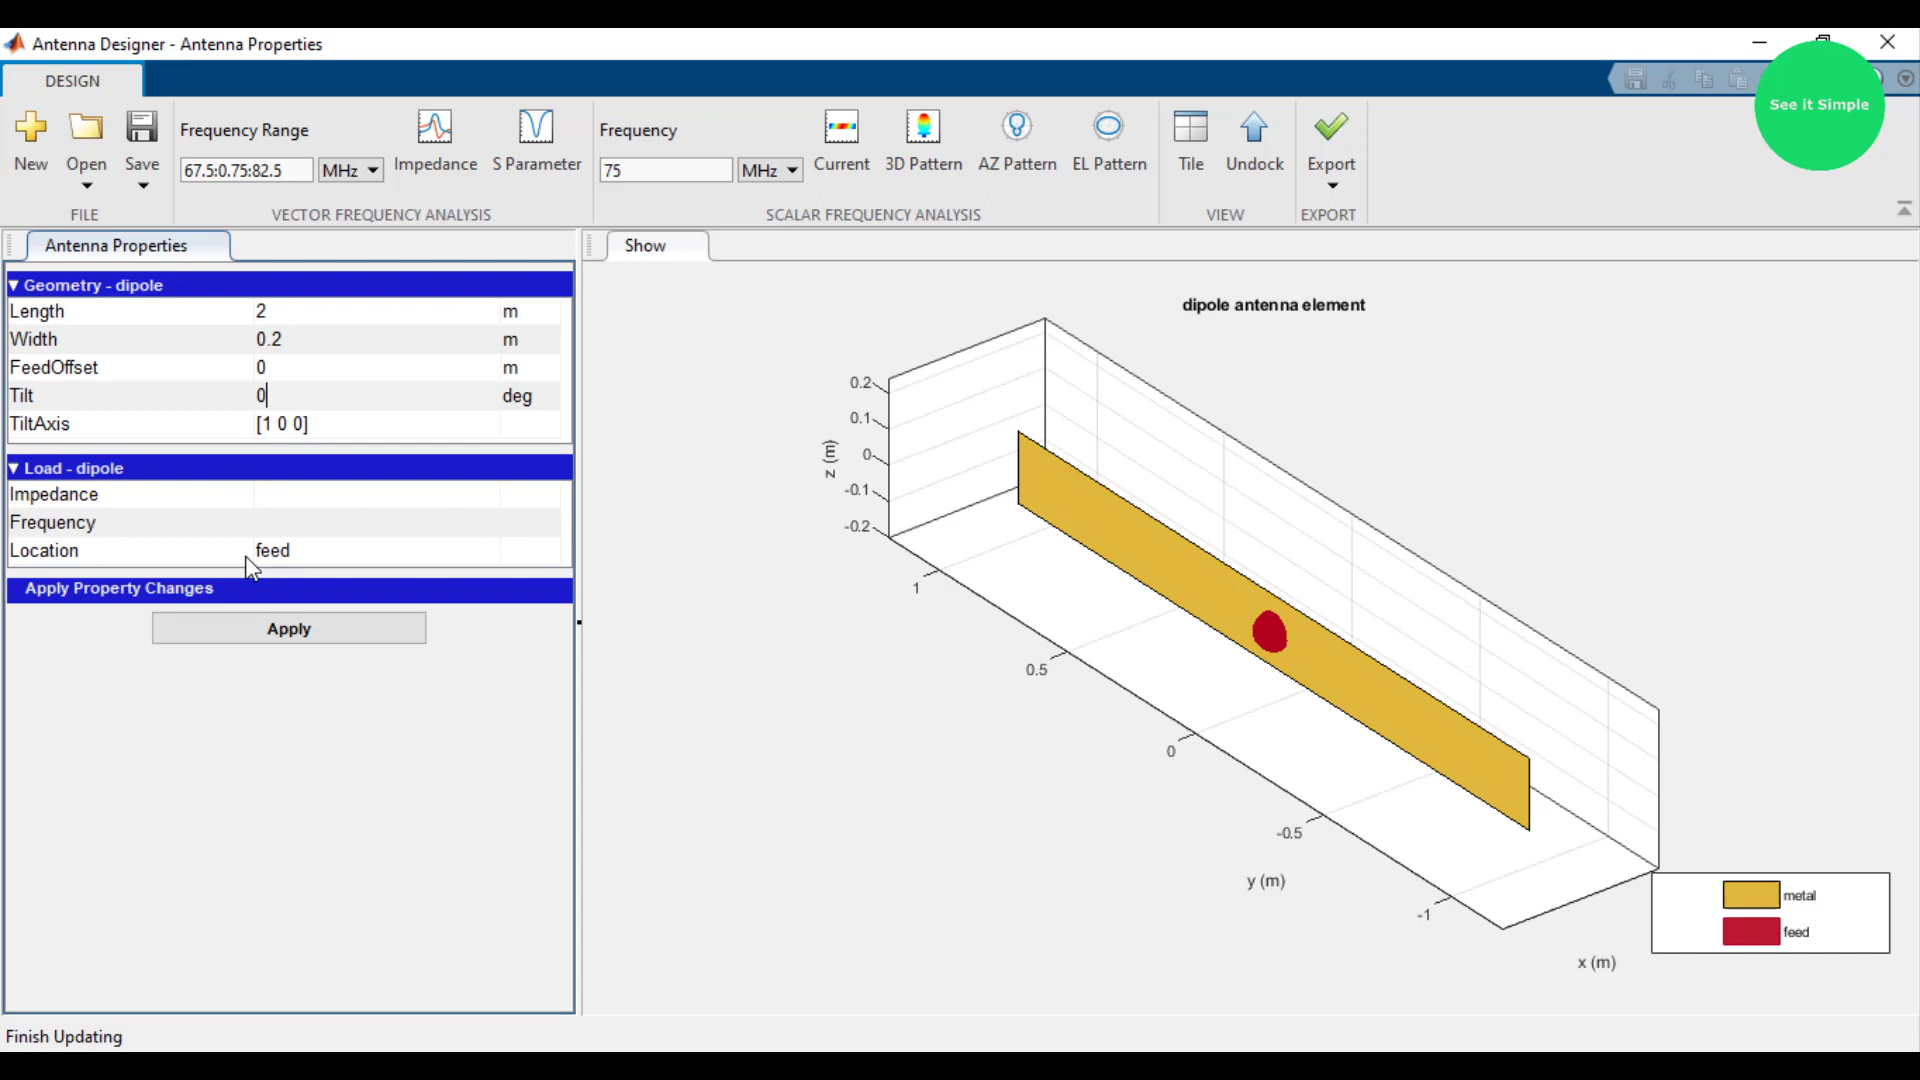 Antenna Designer - Antenna Properties
DESIGN
See it Simple
New
Open
Save
FILE
Frequency Range
67.5:0.75:82.5
MHz
Impedance
S Parameter
VECTOR FREQUENCY ANALYSIS
Frequency
75
MHz
Current
3D Pattern
AZ Pattern
EL Pattern
SCALAR FREQUENCY ANALYSIS
Tile
Undock
VIEW
Export
EXPORT
Antenna Properties
Geometry - dipole
Length 2 m
Width 0.2 m
FeedOffset 0 m
Tilt 0 deg
TiltAxis [1 0 0]
Load - dipole
Impedance
Frequency
Location feed
Apply Property Changes
Apply
Show
dipole antenna element
0.2
0.1
0
-0.1
-0.2
z (m)
1
0.5
0
-0.5
-1
y (m)
x (m)
metal
feed
Finish Updating